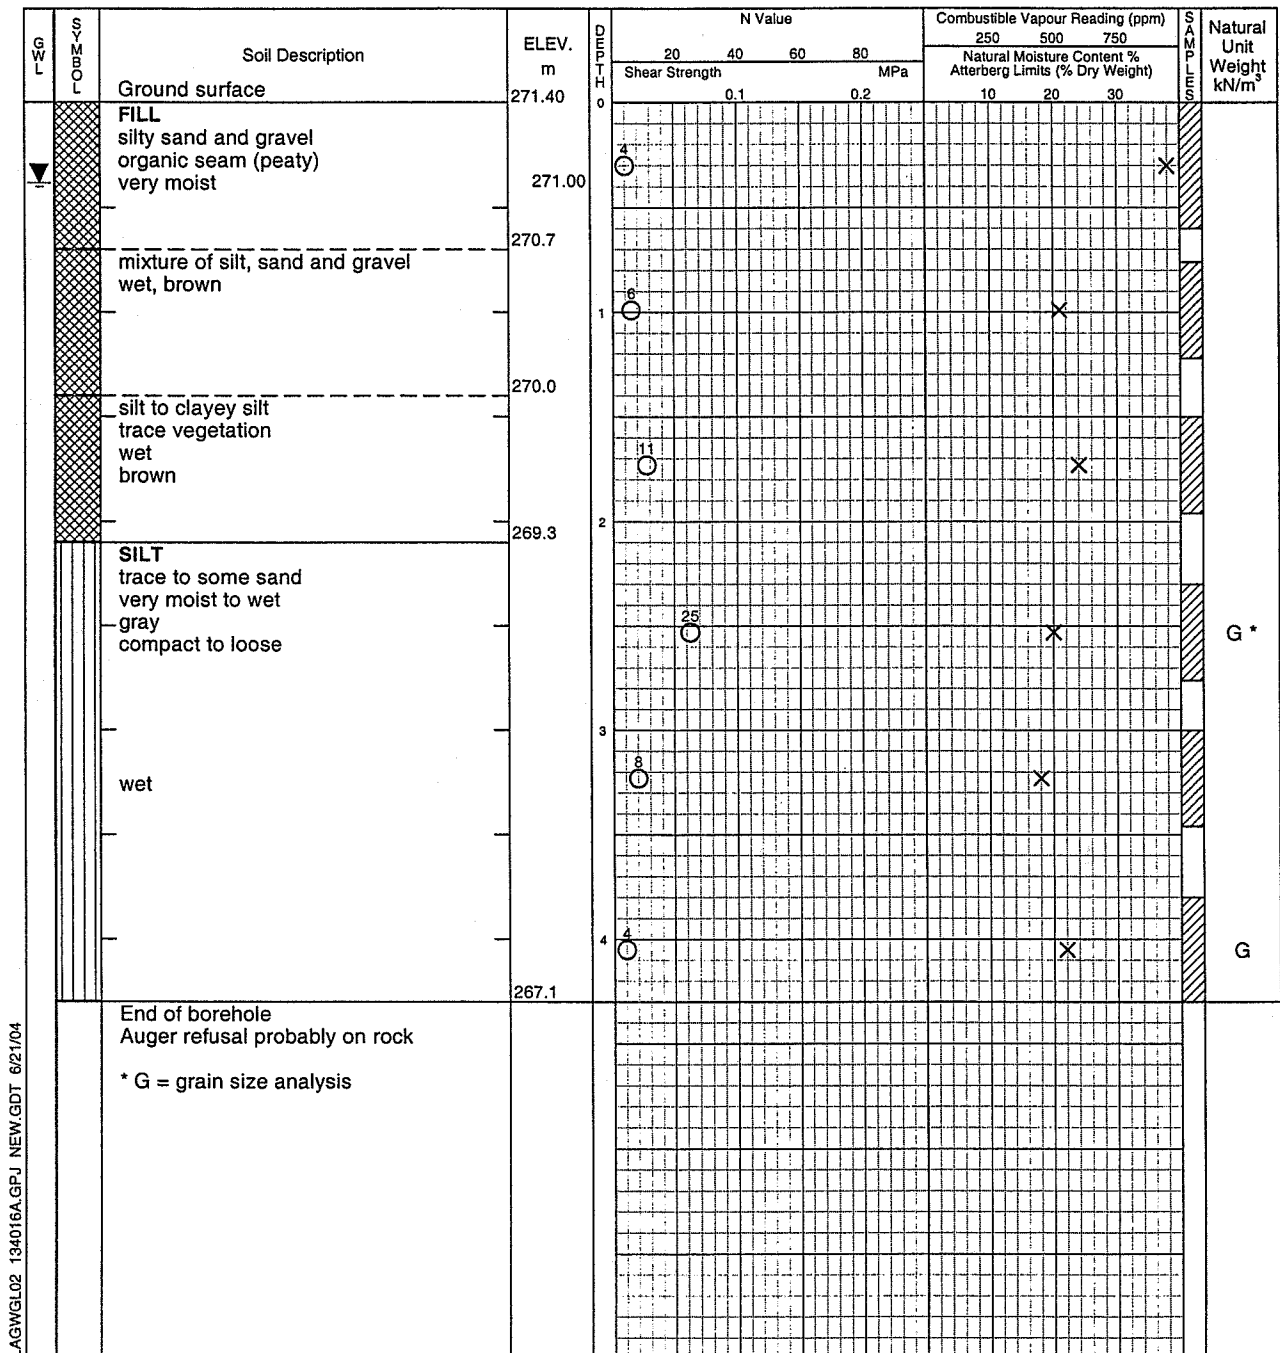 GWL
SYMBOL
Soil Description
Ground surface
ELEV.
m
271.40
DEPTH
N Value
20 40 60 80
Shear Strength MPa
0.1 0.2
Combustible Vapour Reading (ppm)
250 500 750
Natural Moisture Content %
Atterberg Limits (% Dry Weight)
10 20 30
SAMPLES
Natural
Unit
Weight
kN/m³
0
FILL
silty sand and gravel
organic seam (peaty)
very moist
271.00
4
270.7
mixture of silt, sand and gravel
wet, brown
6
1
270.0
silt to clayey silt
trace vegetation
wet
brown
11
2
269.3
SILT
trace to some sand
very moist to wet
gray
compact to loose
25
G *
3
wet
8
4
4
G
267.1
End of borehole
Auger refusal probably on rock
* G = grain size analysis
LAGWGL02 134016A.GPJ NEW.GDT 6/21/04